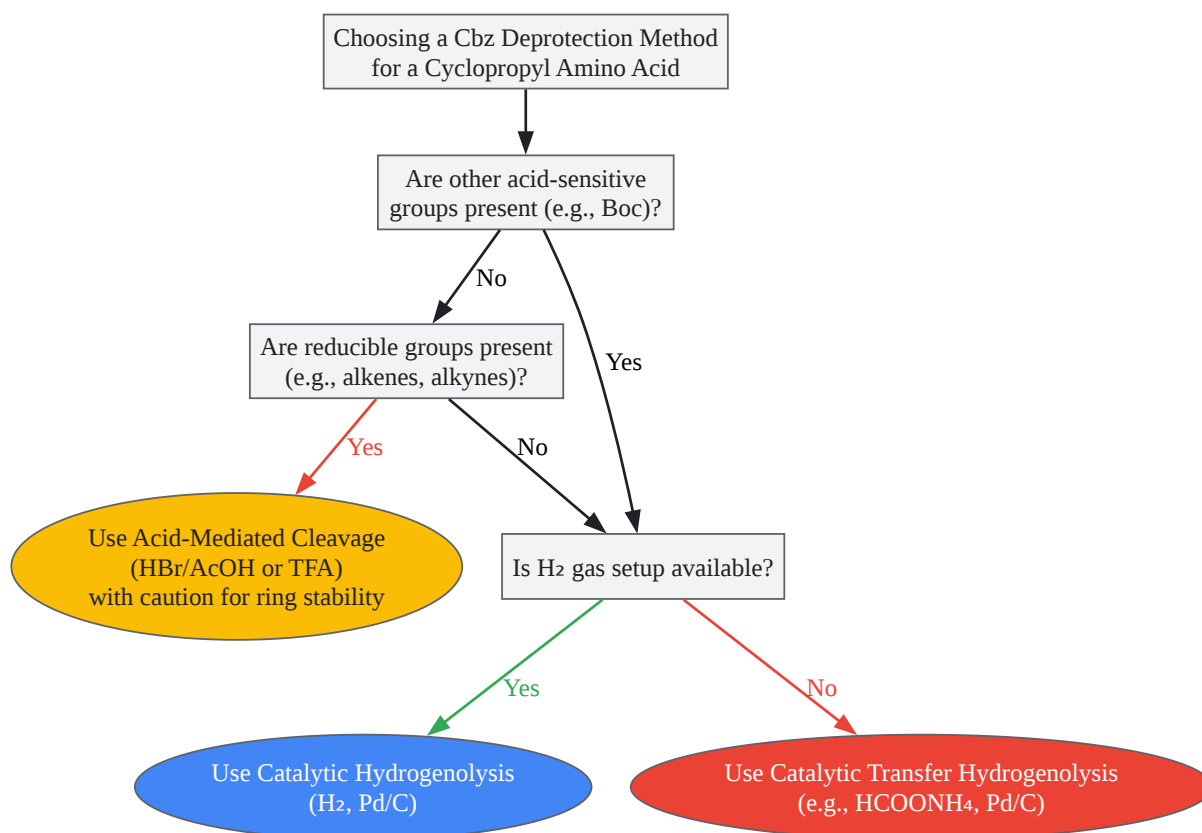 Choosing a Cbz Deprotection Method
for a Cyclopropyl Amino Acid
Are other acid-sensitive
groups present (e.g., Boc)?
No
Yes
Are reducible groups present
(e.g., alkenes, alkynes)?
Yes
No
Use Acid-Mediated Cleavage
(HBr/AcOH or TFA)
with caution for ring stability
Is H₂ gas setup available?
Yes
No
Use Catalytic Hydrogenolysis
(H₂, Pd/C)
Use Catalytic Transfer Hydrogenolysis
(e.g., HCOONH₄, Pd/C)